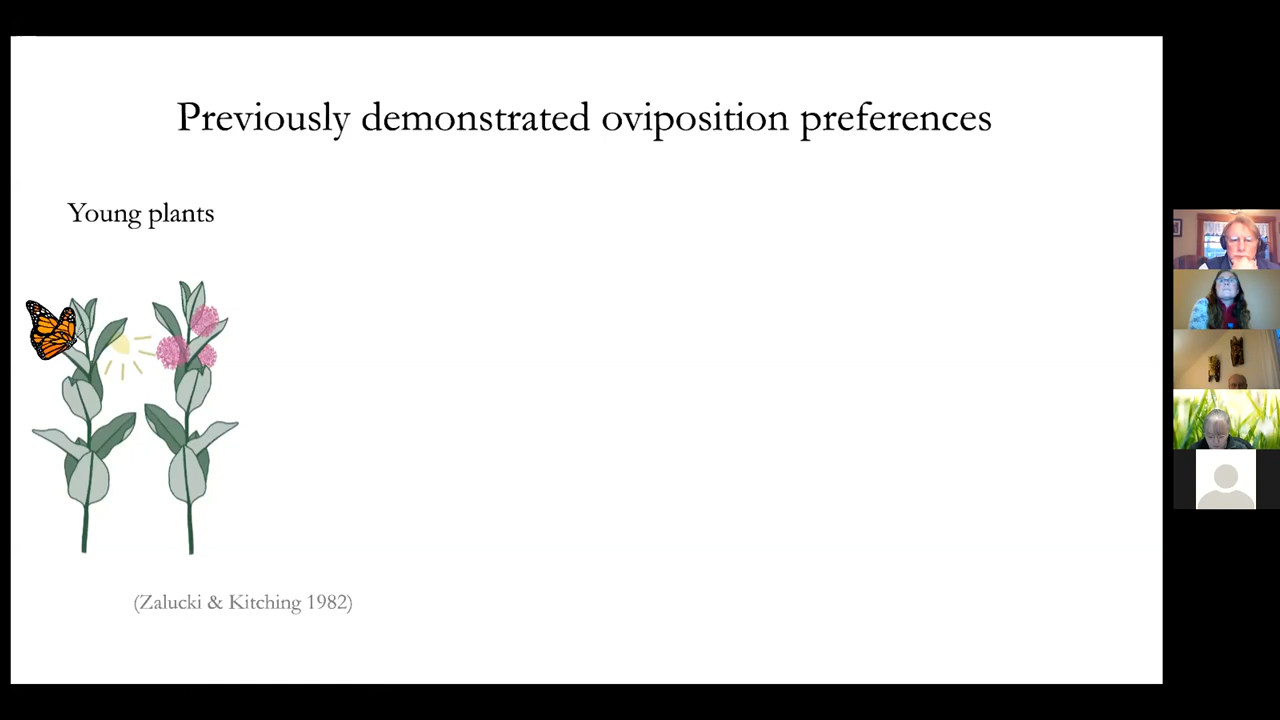 Previously demonstrated oviposition preferences
Young plants
(Zalucki & Kitching 1982)